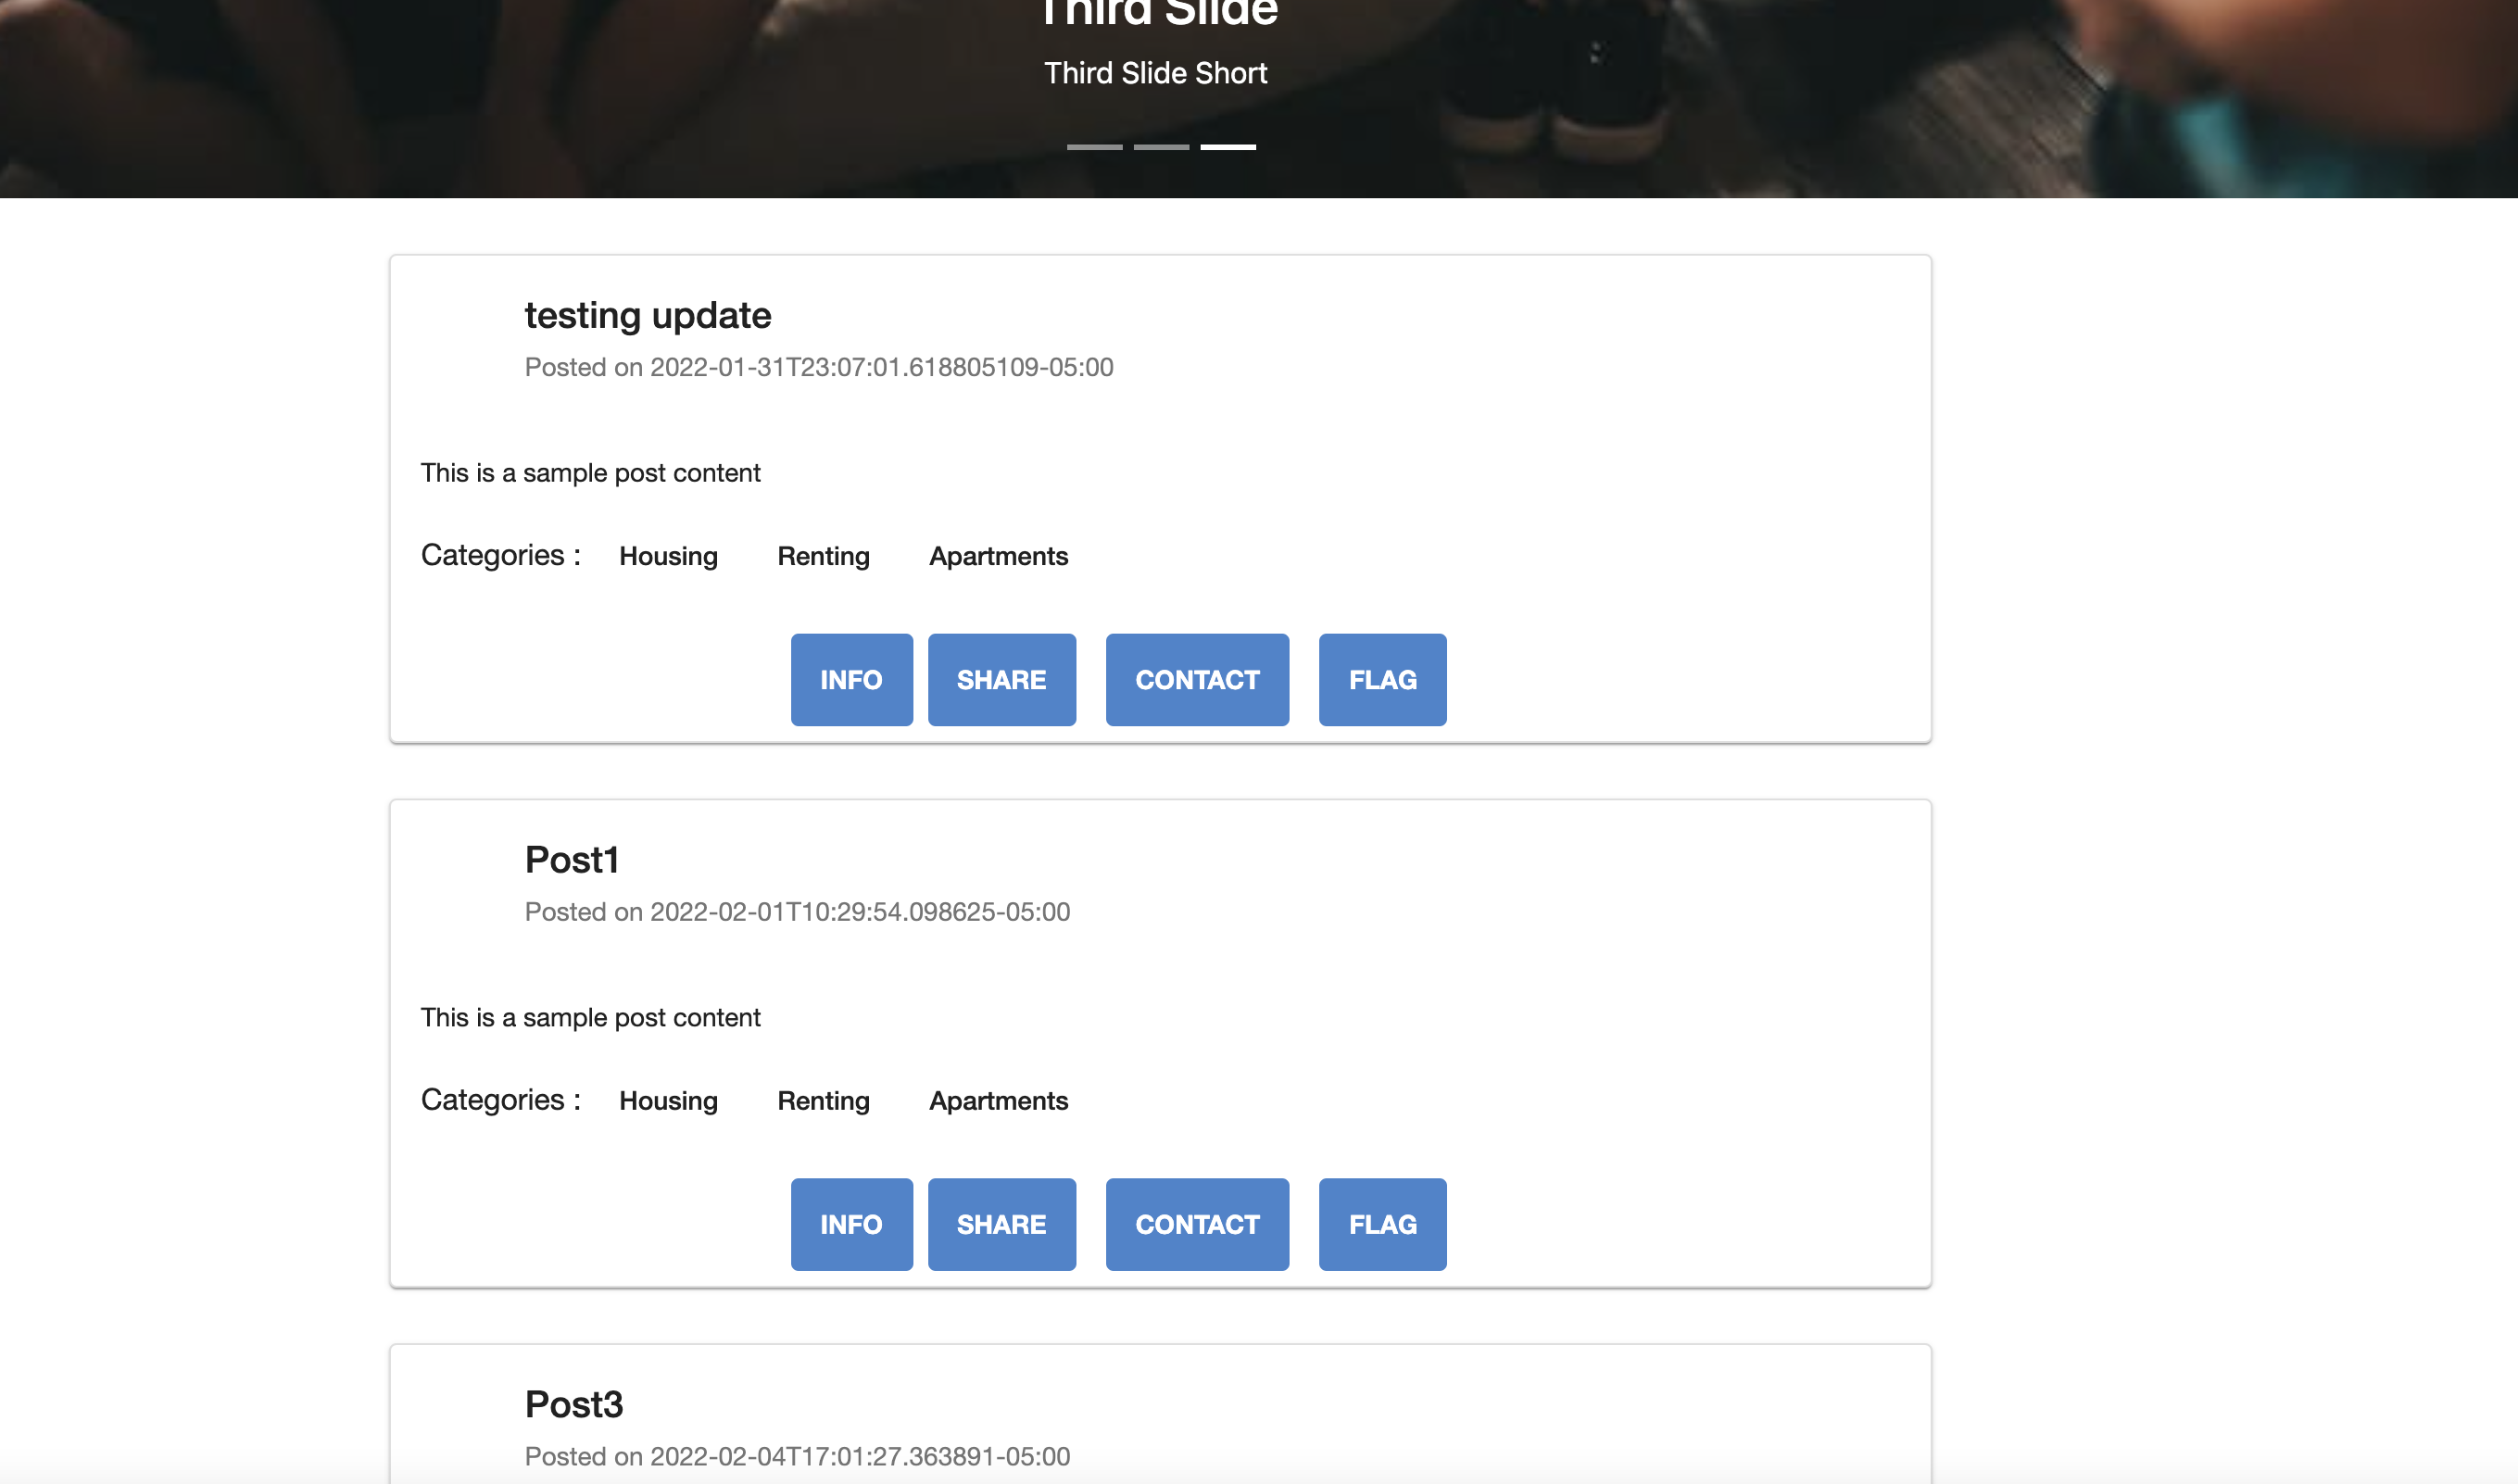 Third Slide
Third Slide Short
testing update
Posted on 2022-01-31T23:07:01.618805109-05:00
This is a sample post content
Categories : Housing Renting Apartments
INFO SHARE CONTACT FLAG
Post1
Posted on 2022-02-01T10:29:54.098625-05:00
This is a sample post content
Categories : Housing Renting Apartments
INFO SHARE CONTACT FLAG
Post3
Posted on 2022-02-04T17:01:27.363891-05:00